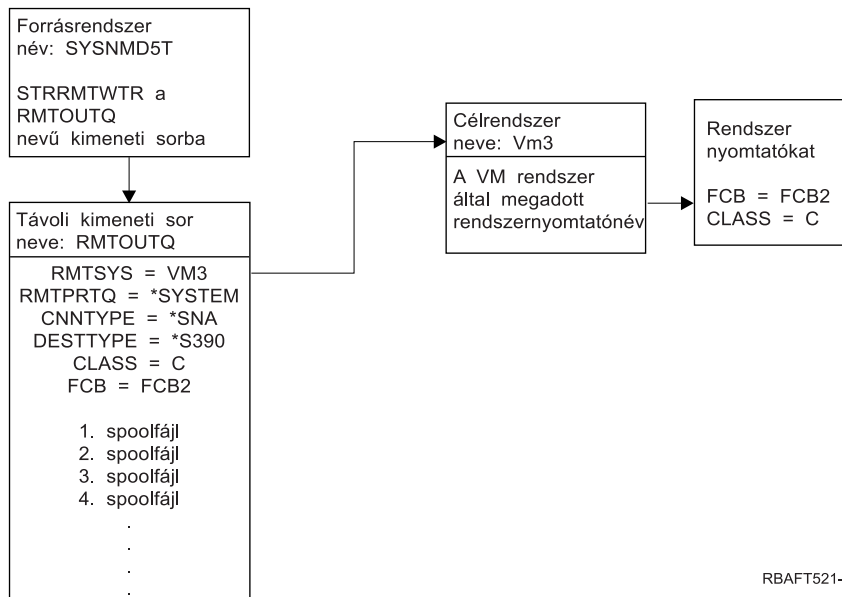 Forrásrendszer
név: SYSNMD5T
STRRMTWTR a
RMTOUTQ
nevű kimeneti sorba
Távoli kimeneti sor
neve: RMTOUTQ
RMTSYS = VM3
RMTPRTQ = *SYSTEM
CNNTYPE = *SNA
DESTTYPE = *S390
CLASS = C
FCB = FCB2
1. spoolfájl
2. spoolfájl
3. spoolfájl
4. spoolfájl
.
.
.
.
Célrendszer
neve: Vm3
A VM rendszer
által megadott
rendszernyomtatónév
Rendszer
nyomtatókat
FCB = FCB2
CLASS = C
RBAFT521-